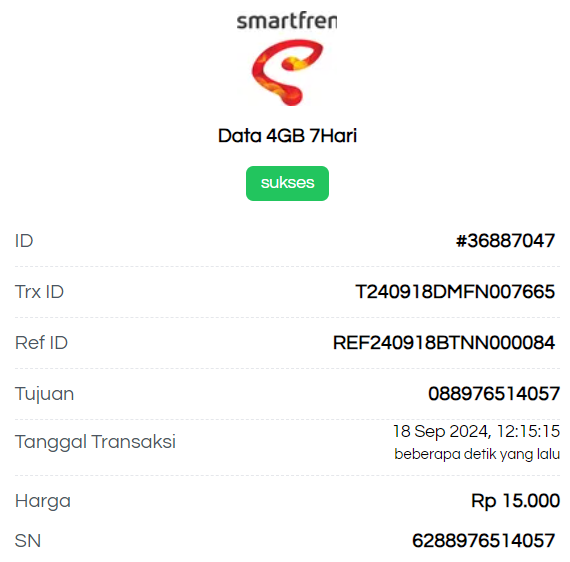 smartfren
Data 4GB 7Hari
sukses
ID #36887047
Trx ID T240918DMFN007665
Ref ID REF240918BTNN000084
Tujuan 088976514057
Tanggal Transaksi 18 Sep 2024, 12:15:15
beberapa detik yang lalu
Harga Rp 15.000
SN 6288976514057